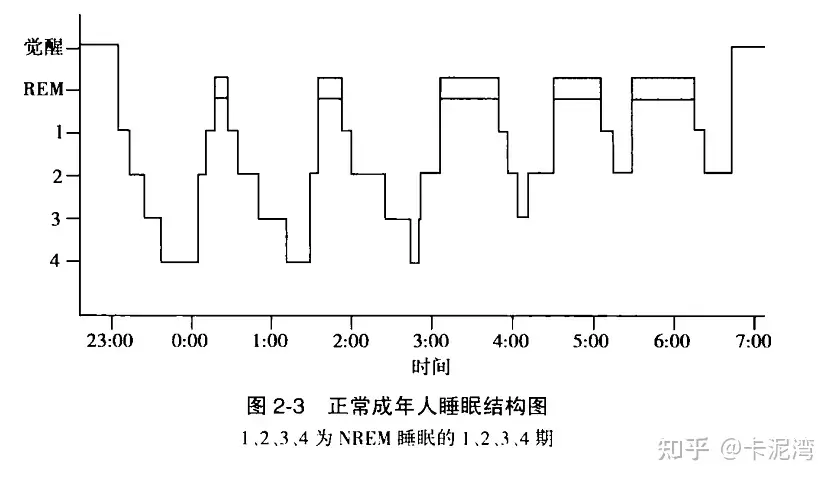 觉醒
REM
1
2
3
4
23:00 0:00 1:00 2:00 3:00 4:00 5:00 6:00 7:00
时间
图 2-3 正常成年人睡眠结构图
1、2、3、4 为 NREM 睡眠的 1、2、3、4 期
知乎 @卡泥湾